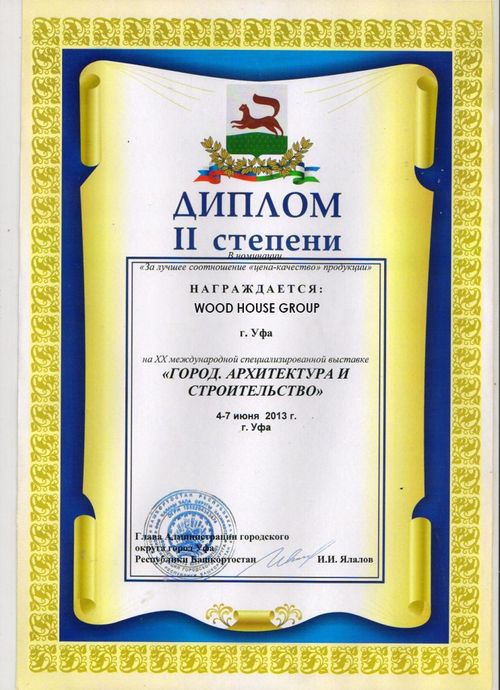 ДИПЛОМ
II степени
В номинации
«За лучшее соотношение «цена-качество» продукции»
НАГРАЖДАЕТСЯ:
WOOD HOUSE GROUP
г. Уфа
на XX международной специализированной выставке
«ГОРОД. АРХИТЕКТУРА И
СТРОИТЕЛЬСТВО»
4-7 июня 2013 г.
г. Уфа
Глава Администрации городского
округа город Уфа
Республики Башкортостан
И.И. Ялалов